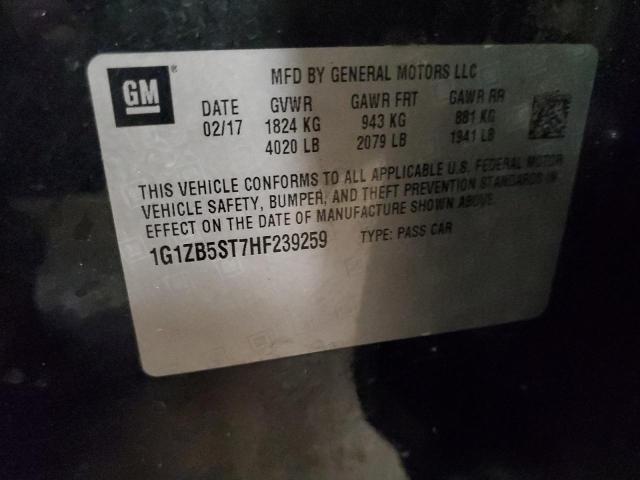 GM ®
MFD BY GENERAL MOTORS LLC
DATE GVWR GAWR FRT GAWR RR
02/17 1824 KG 943 KG 881 KG
4020 LB 2079 LB 1941 LB
THIS VEHICLE CONFORMS TO ALL APPLICABLE U.S. FEDERAL MOTOR
VEHICLE SAFETY, BUMPER, AND THEFT PREVENTION STANDARDS IN
EFFECT ON THE DATE OF MANUFACTURE SHOWN ABOVE.
1G1ZB5ST7HF239259 TYPE: PASS CAR